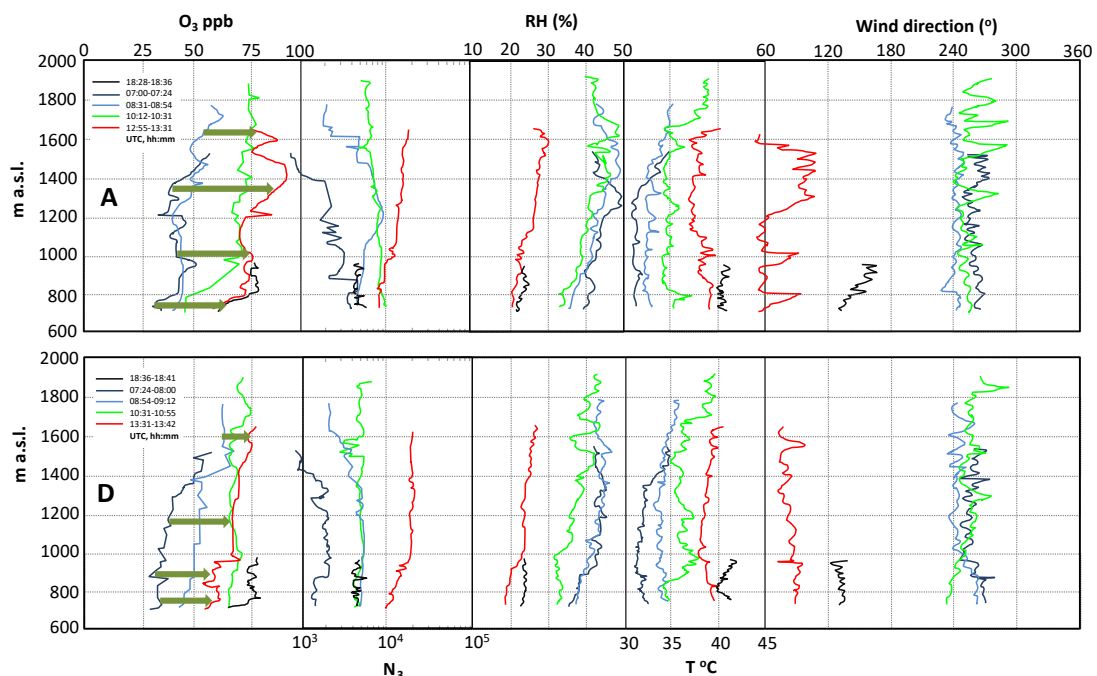 O3 ppb RH (%) Wind direction (o)
0 25 50 75 100 10 20 30 40 50 60 120 240 300 360
2000
18:28-18:36
07:00-07:24
1800
08:31-08:54
10:12-10:31
12:55-13:31
UTC, hh:mm
1600
1400
m a.s.l.
A
1200
1000
800
600
2000
18:36-18:41
07:24-08:00
1800
08:54-09:12
10:31-10:55
13:31-13:42
UTC, hh:mm
1600
1400
m a.s.l.
D
1200
1000
800
600
103 104 105 30 35 40 45
N3 T oC